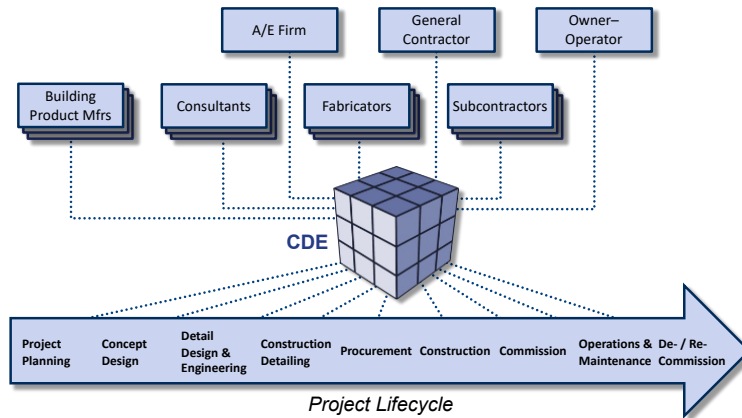 A/E Firm
General
Contractor
Owner–
Operator
Building
Product Mfrs
Consultants
Fabricators
Subcontractors
CDE
Project
Planning
Concept
Design
Detail
Design &
Engineering
Construction
Detailing
Procurement
Construction
Commission
Operations &
Maintenance
De- / Re-
Commission
Project Lifecycle